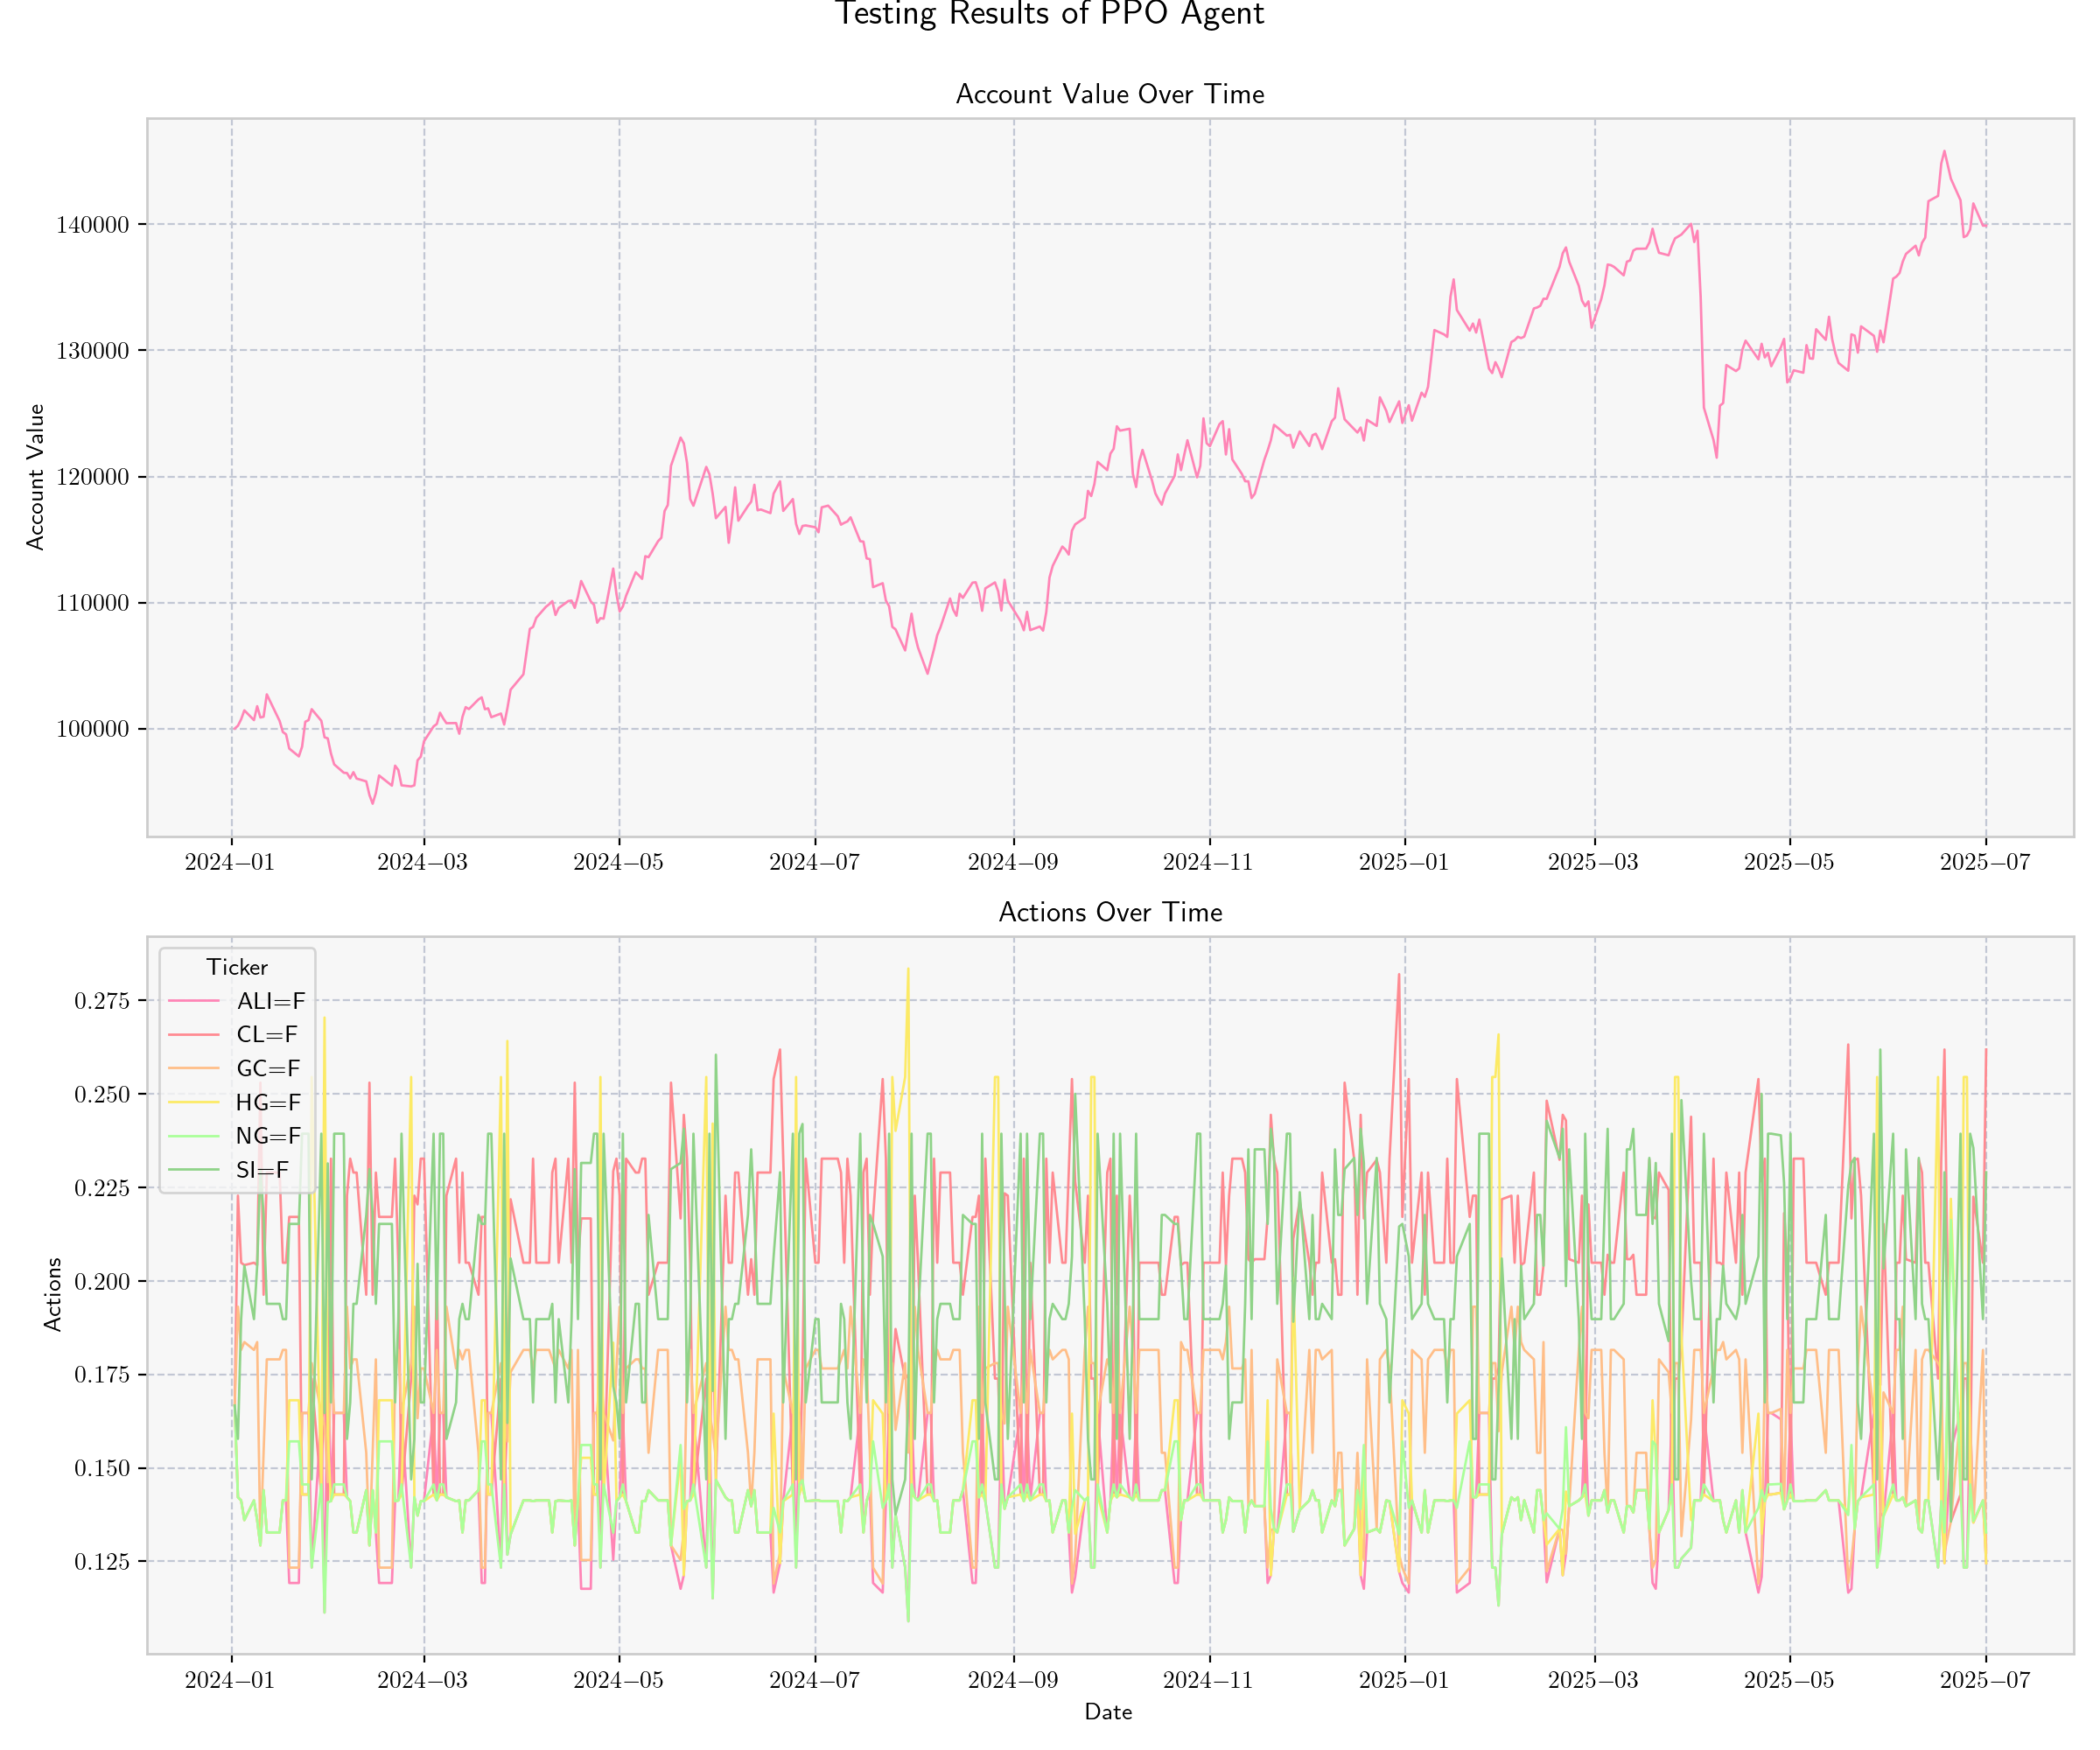 Testing Results of PPO Agent
Account Value Over Time
Account Value
140000
130000
120000
110000
100000
2024–01 2024–03 2024–05 2024–07 2024–09 2024–11 2025–01 2025–03 2025–05 2025–07
Actions Over Time
Actions
0.275
0.250
0.225
0.200
0.175
0.150
0.125
Ticker
ALI=F
CL=F
GC=F
HG=F
NG=F
SI=F
2024–01 2024–03 2024–05 2024–07 2024–09 2024–11 2025–01 2025–03 2025–05 2025–07
Date